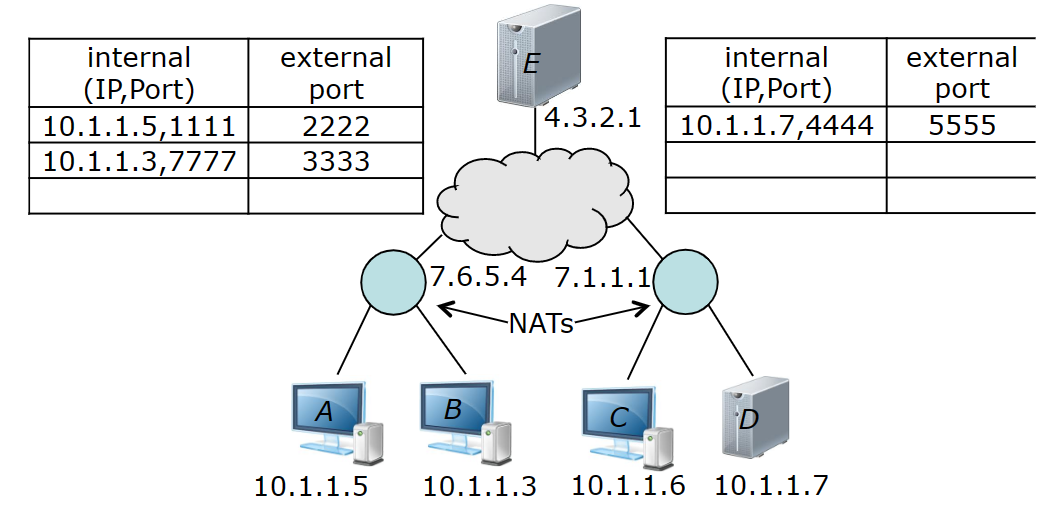 internal
(IP,Port)
external
port
10.1.1.5,1111
2222
10.1.1.3,7777
3333
E
4.3.2.1
internal
(IP,Port)
external
port
10.1.1.7,4444
5555
7.6.5.4
7.1.1.1
NATs
A
B
C
D
10.1.1.5
10.1.1.3
10.1.1.6
10.1.1.7